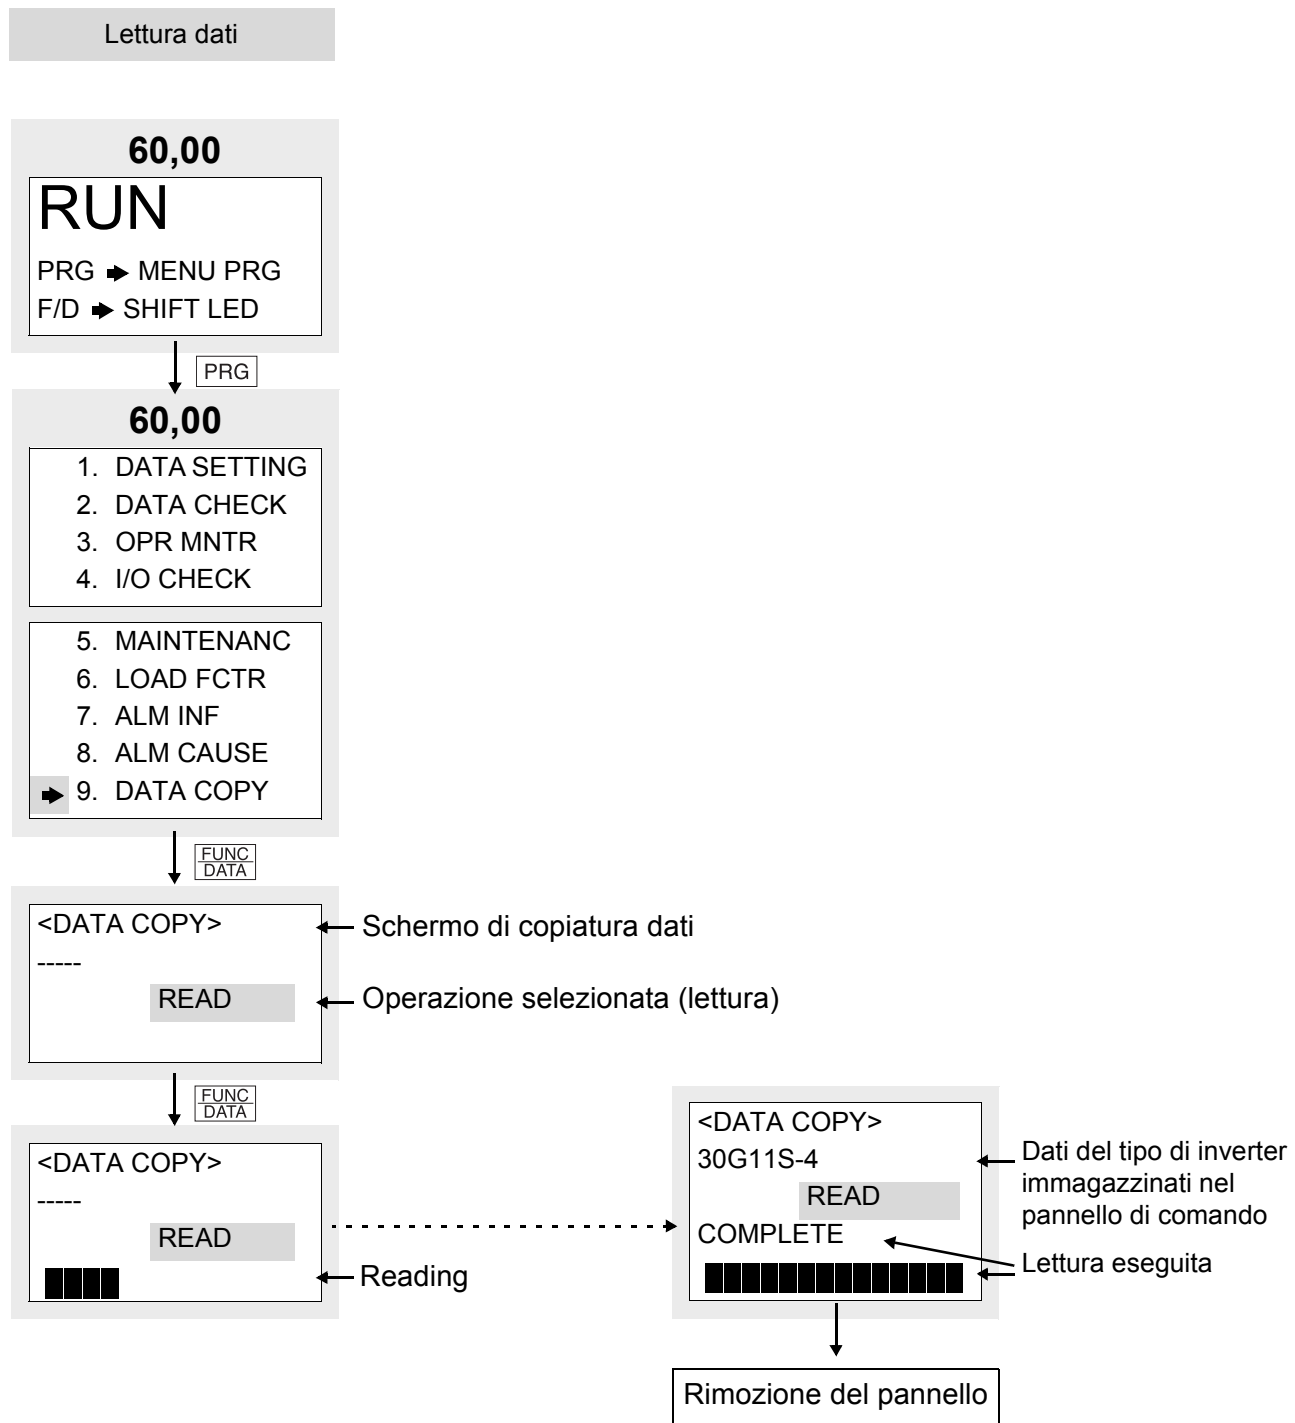 Lettura dati
60,00
RUN
PRG ➡ MENU PRG
F/D ➡ SHIFT LED
PRG
60,00
1. DATA SETTING
2. DATA CHECK
3. OPR MNTR
4. I/O CHECK
5. MAINTENANC
6. LOAD FCTR
7. ALM INF
8. ALM CAUSE
➡ 9. DATA COPY
FUNC
DATA
<DATA COPY>
Schermo di copiatura dati
-----
READ
Operazione selezionata (lettura)
FUNC
DATA
<DATA COPY>
-----
READ
Reading
<DATA COPY>
30G11S-4
READ
COMPLETE
Dati del tipo di inverter
immagazzinati nel
pannello di comando
Lettura eseguita
Rimozione del pannello